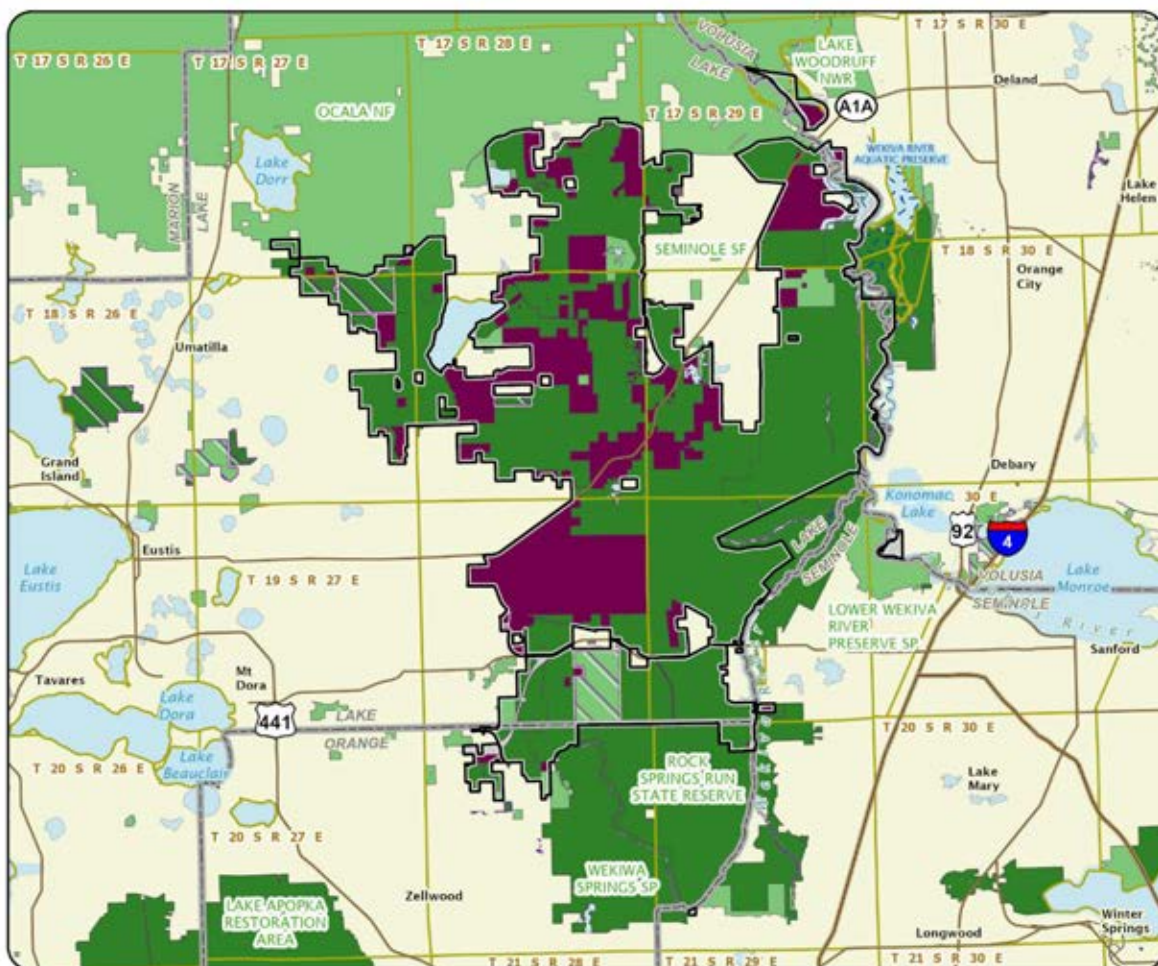 T 17 S R 26 E
T 17 S R 27 E
T 17 S R 28 E
T 17 S R 30 E
T 17 S R 30 E
VOLUSIA
LAKE
LAKE
WOODRUFF
NWR
Deland
A1A
OCALA NF
T 17 S R 29 E
Lake
Dorr
WEKIVA RIVER
AQUATIC PRESERVE
MARION
LAKE
Lake
Helen
SEMINOLE SF
T 18 S R 30 E
Orange
City
T 18 S R 26 E
Umatilla
Grand
Island
Debary
Konomac
Lake
30 E
92
4
Eustis
LAKE
SEMINOLE
Lake
Eustis
T 19 S R 27 E
VOLUSIA
SEMINOLE
Lake
Monroe
River
LOWER WEKIVA
RIVER
PRESERVE SP
Sanford
Tavares
Mt
Dora
Lake
Dora
441
LAKE
ORANGE
T 20 S R 30 E
T 20 S R 26 E
Lake
Beauclair
ROCK
SPRINGS RUN
STATE RESERVE
Lake
Mary
T 20 S R 27 E
WEKIWA
SPRINGS SP
Zellwood
LAKE APOPKA
RESTORATION
AREA
Longwood
Winter
Springs
T 21 S R 28 E
T 21 S R 29 E
T 21 S R 30 E